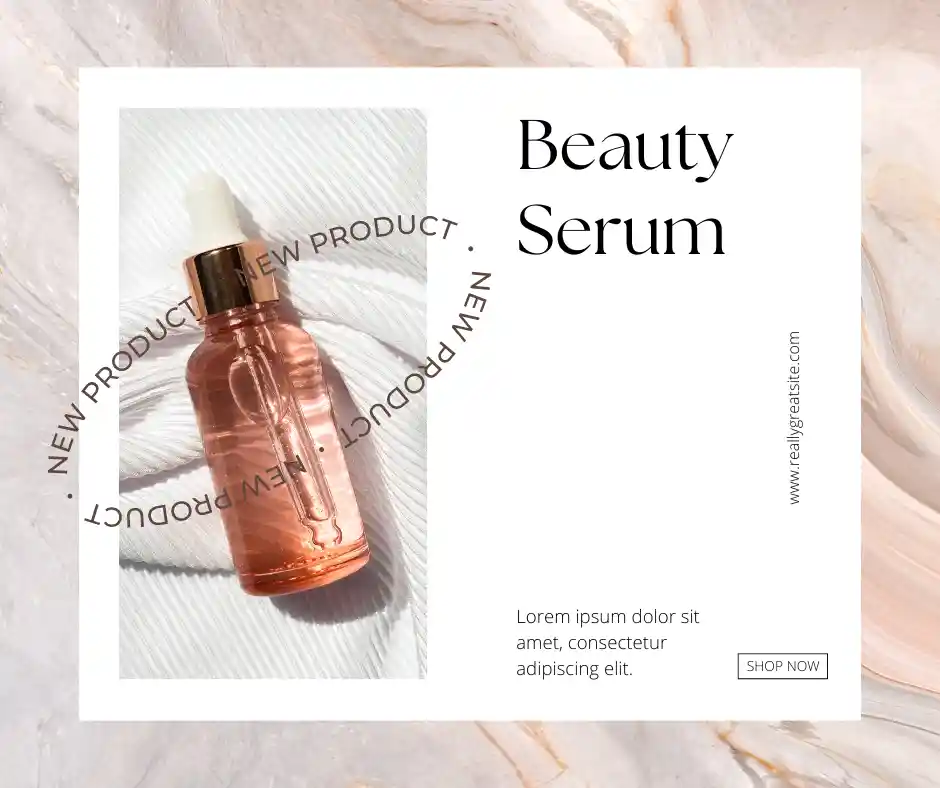 Beauty
Serum
NEW PRODUCT · NEW PRODUCT · NEW PRODUCT · NEW PRODUCT ·
www.reallygreatsite.com
Lorem ipsum dolor sit
amet, consectetur
adipiscing elit.
SHOP NOW